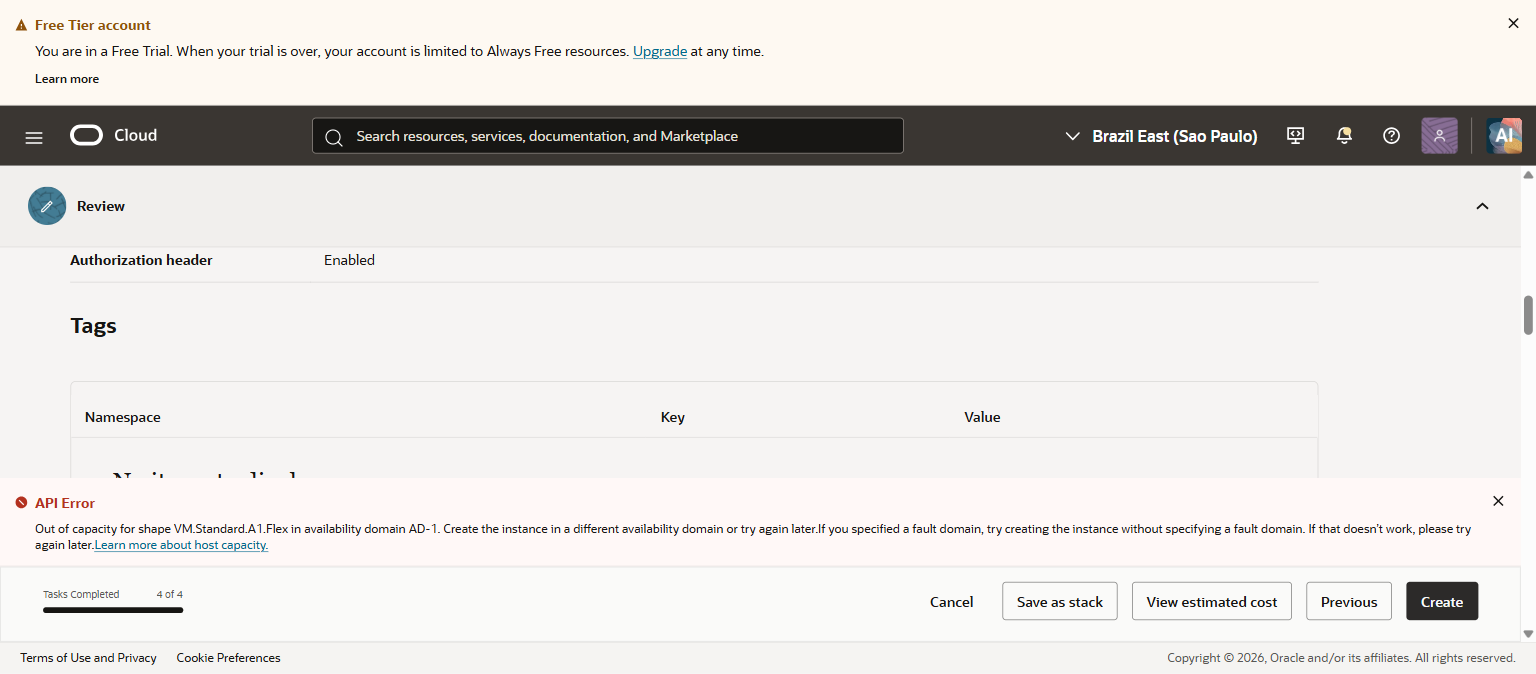 Free Tier account
You are in a Free Trial. When your trial is over, your account is limited to Always Free resources. Upgrade at any time.
Learn more
Cloud
Search resources, services, documentation, and Marketplace
Brazil East (Sao Paulo)
AI
Review
Authorization header Enabled
Tags
Namespace Key Value
API Error
Out of capacity for shape VM.Standard.A1.Flex in availability domain AD-1. Create the instance in a different availability domain or try again later.If you specified a fault domain, try creating the instance without specifying a fault domain. If that doesn't work, please try
again later.Learn more about host capacity.
Tasks Completed 4 of 4
Cancel
Save as stack
View estimated cost
Previous
Create
Terms of Use and Privacy
Cookie Preferences
Copyright © 2026, Oracle and/or its affiliates. All rights reserved.